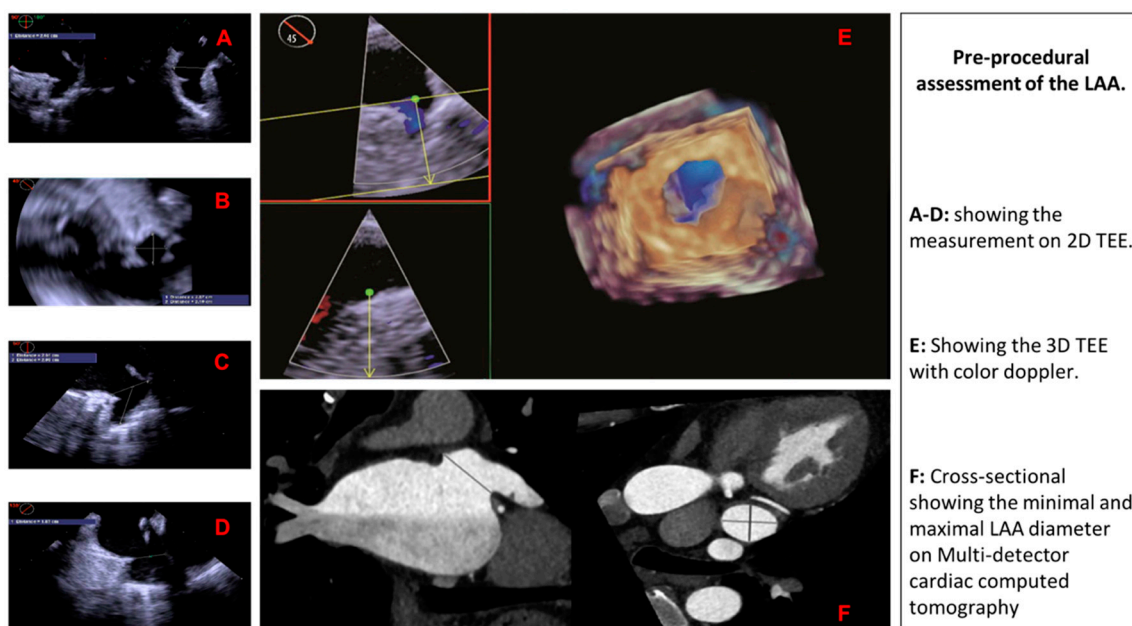 A
B
C
D
45
E
F
Pre-procedural
assessment of the LAA.
A-D: showing the
measurement on 2D TEE.
E: Showing the 3D TEE
with color doppler.
F: Cross-sectional
showing the minimal and
maximal LAA diameter
on Multi-detector
cardiac computed
tomography